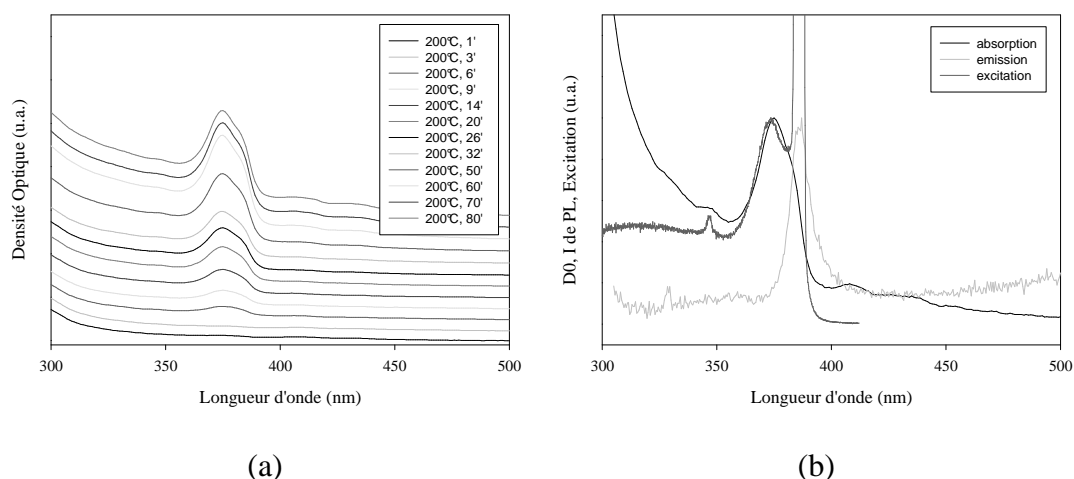 Densité Optique (u.a.)
200°C, 1'
200°C, 3'
200°C, 6'
200°C, 9'
200°C, 14'
200°C, 20'
200°C, 26'
200°C, 32'
200°C, 50'
200°C, 60'
200°C, 70'
200°C, 80'
300 350 400 450 500
Longueur d'onde (nm)
(a)
D0, I de PL, Excitation (u.a.)
absorption
emission
excitation
300 350 400 450 500
Longueur d'onde (nm)
(b)